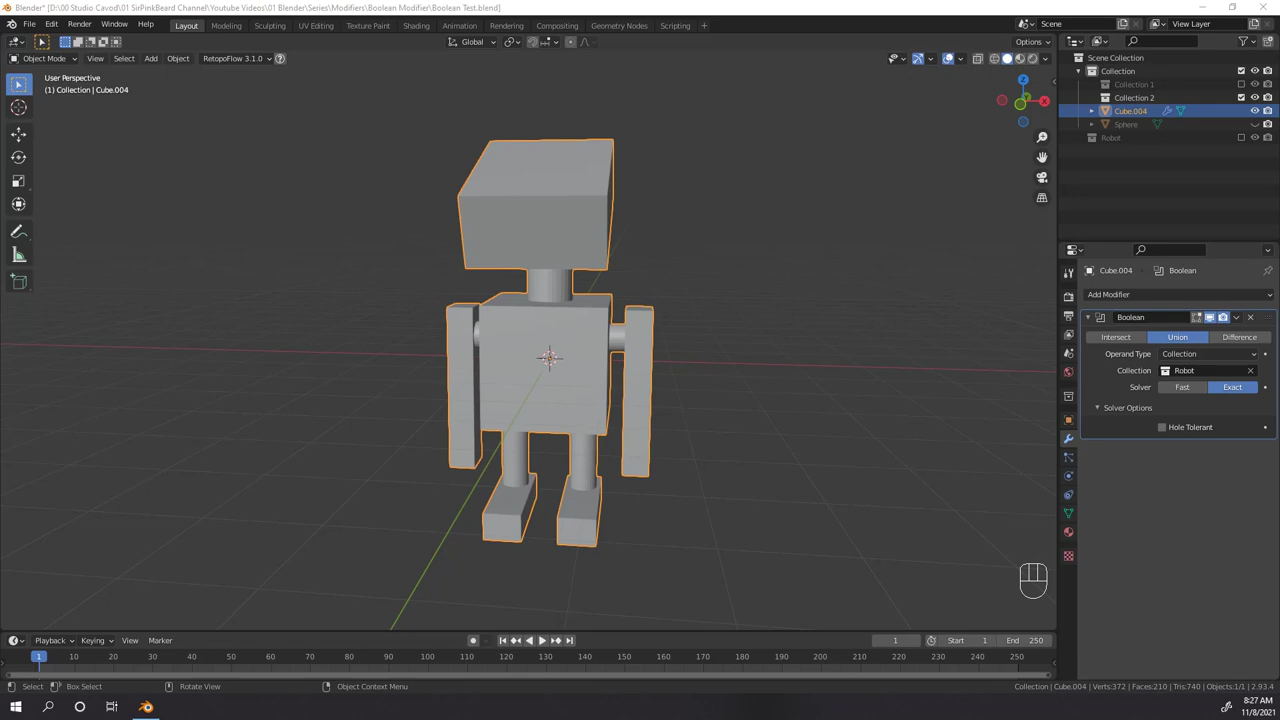 Blender* [D:\00 Studio Cavod\01 SirPinkBeard Channel\Youtube Videos\01 Blender\Series\Modifiers\Boolean Modifier\Boolean Test.blend]
File Edit Render Window Help Layout Modeling Sculpting UV Editing Texture Paint Shading Animation Rendering Compositing Geometry Nodes Scripting + Scene View Layer
Global Options
Object Mode View Select Add Object RetopoFlow 3.1.0
User Perspective
(1) Collection | Cube.004
Z
X
Scene Collection
Collection
Collection 1
Collection 2
Cube.004
Sphere
Robot
Cube.004 Boolean
Add Modifier
Boolean
Intersect Union Difference
Operand Type Collection
Collection Robot
Solver Fast Exact
Solver Options
Hole Tolerant
Playback Keying View Marker 1 Start 1 End 250
1 10 20 30 40 50 60 70 80 90 100 110 120 130 140 150 160 170 180 190 200 210 220 230 240 250
Select Box Select Rotate View Object Context Menu Collection | Cube.004 | Verts:372 | Faces:210 | Tris:740 | Objects:1/1 | 2.93.4
8:27 AM
11/8/2021